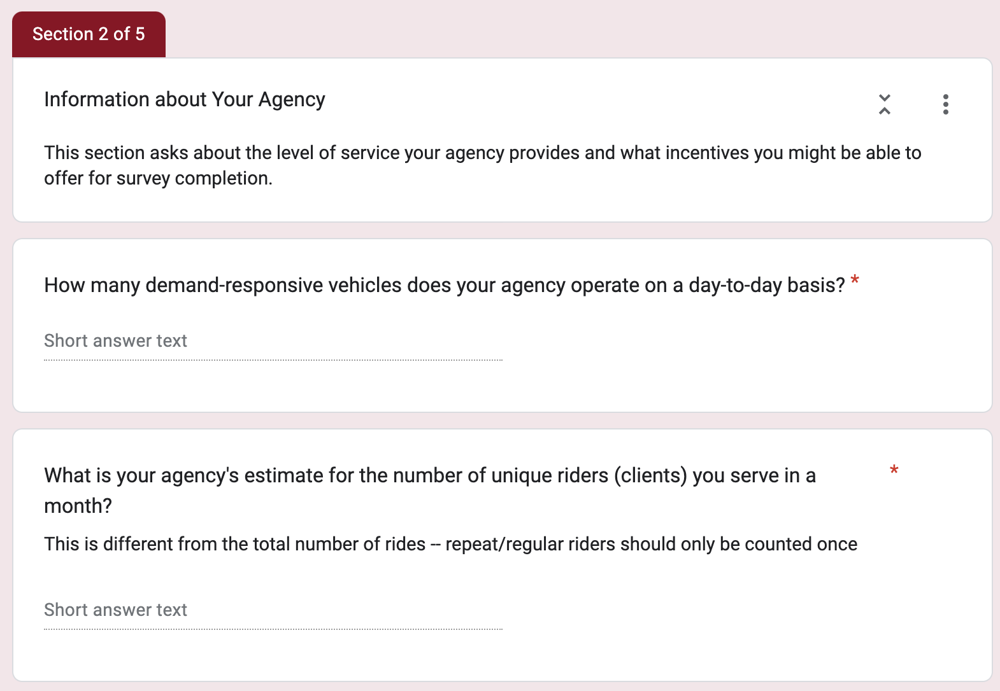 Section 2 of 5
Information about Your Agency
This section asks about the level of service your agency provides and what incentives you might be able to
offer for survey completion.
How many demand-responsive vehicles does your agency operate on a day-to-day basis? *
Short answer text
What is your agency's estimate for the number of unique riders (clients) you serve in a *
month?
This is different from the total number of rides -- repeat/regular riders should only be counted once
Short answer text